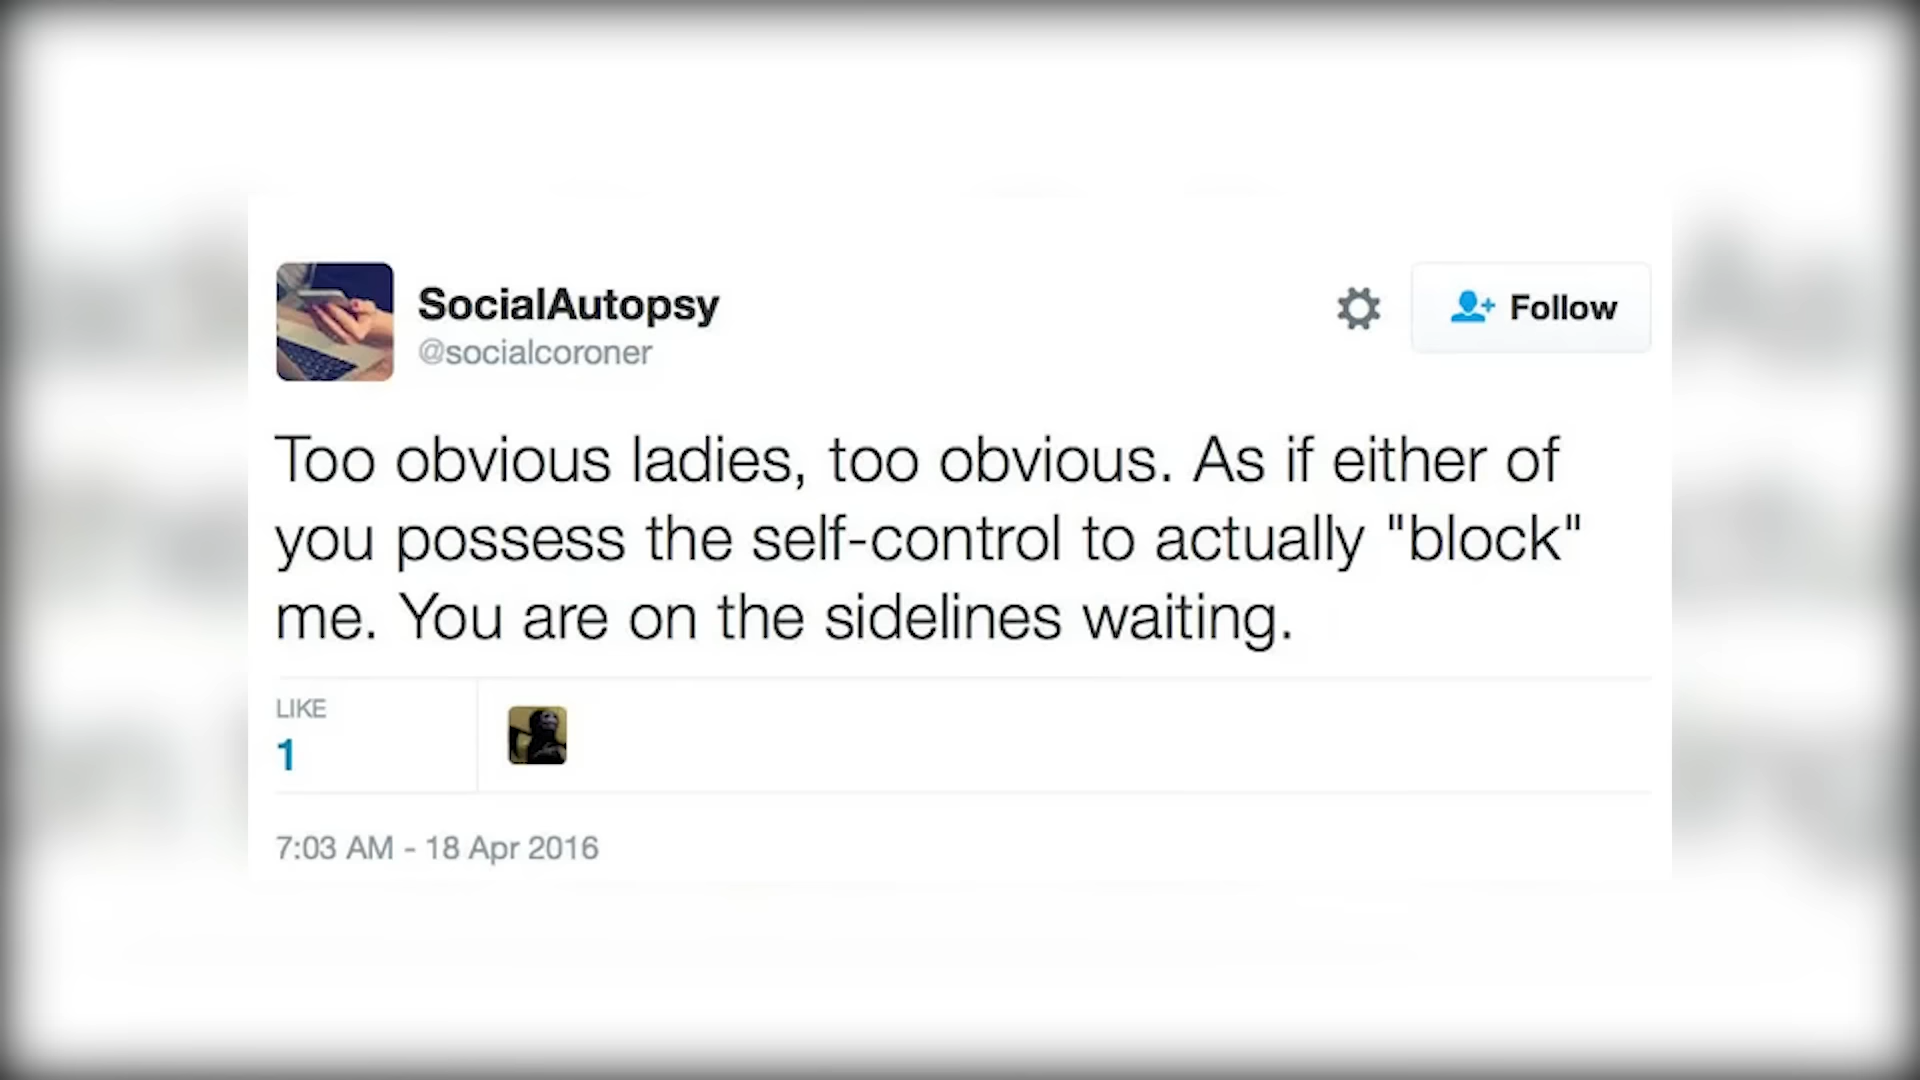 SocialAutopsy
@socialcoroner
Follow
Too obvious ladies, too obvious. As if either of
you possess the self-control to actually "block"
me. You are on the sidelines waiting.
LIKE
1
7:03 AM - 18 Apr 2016